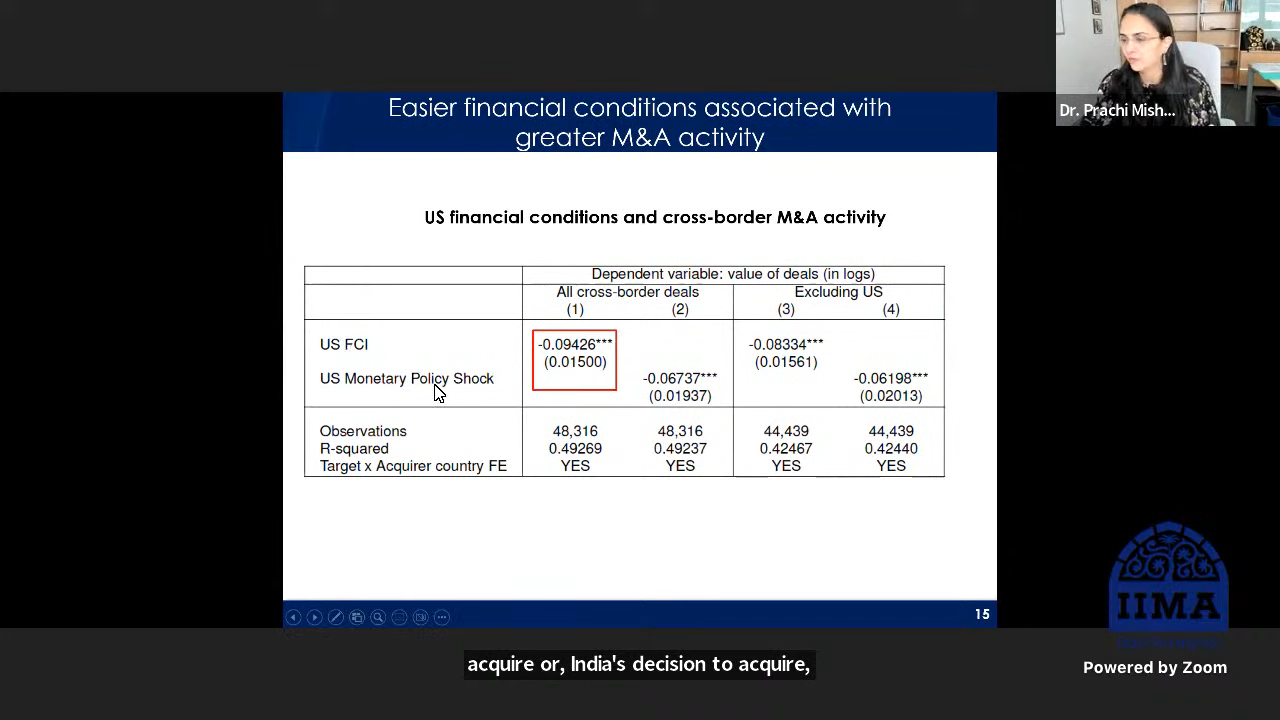 Dr. Prachi Mish...
Easier financial conditions associated with
greater M&A activity
US financial conditions and cross-border M&A activity
Dependent variable: value of deals (in logs)
All cross-border deals Excluding US
(1) (2) (3) (4)
US FCI -0.09426*** -0.08334***
(0.01500) (0.01561)
US Monetary Policy Shock -0.06737*** -0.06198***
(0.01937) (0.02013)
Observations 48,316 48,316 44,439 44,439
R-squared 0.49269 0.49237 0.42467 0.42440
Target x Acquirer country FE YES YES YES YES
15
IIMA
acquire or, India's decision to acquire,
Powered by Zoom